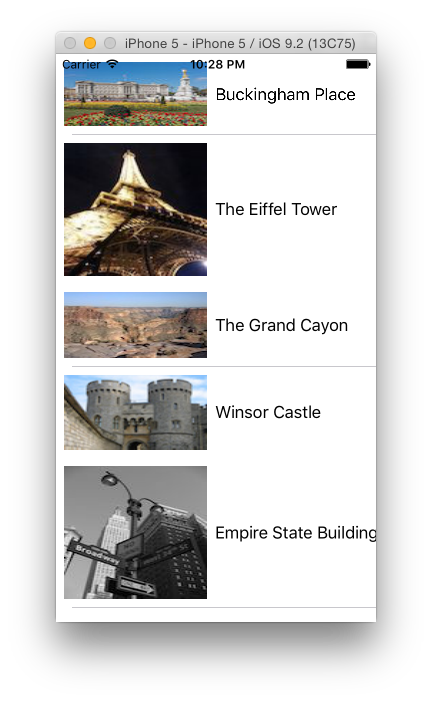 iPhone 5 - iPhone 5 / iOS 9.2 (13C75)
Carrier 10:28 PM
Buckingham Place
The Eiffel Tower
The Grand Cayon
Winsor Castle
Empire State Building
Broadway